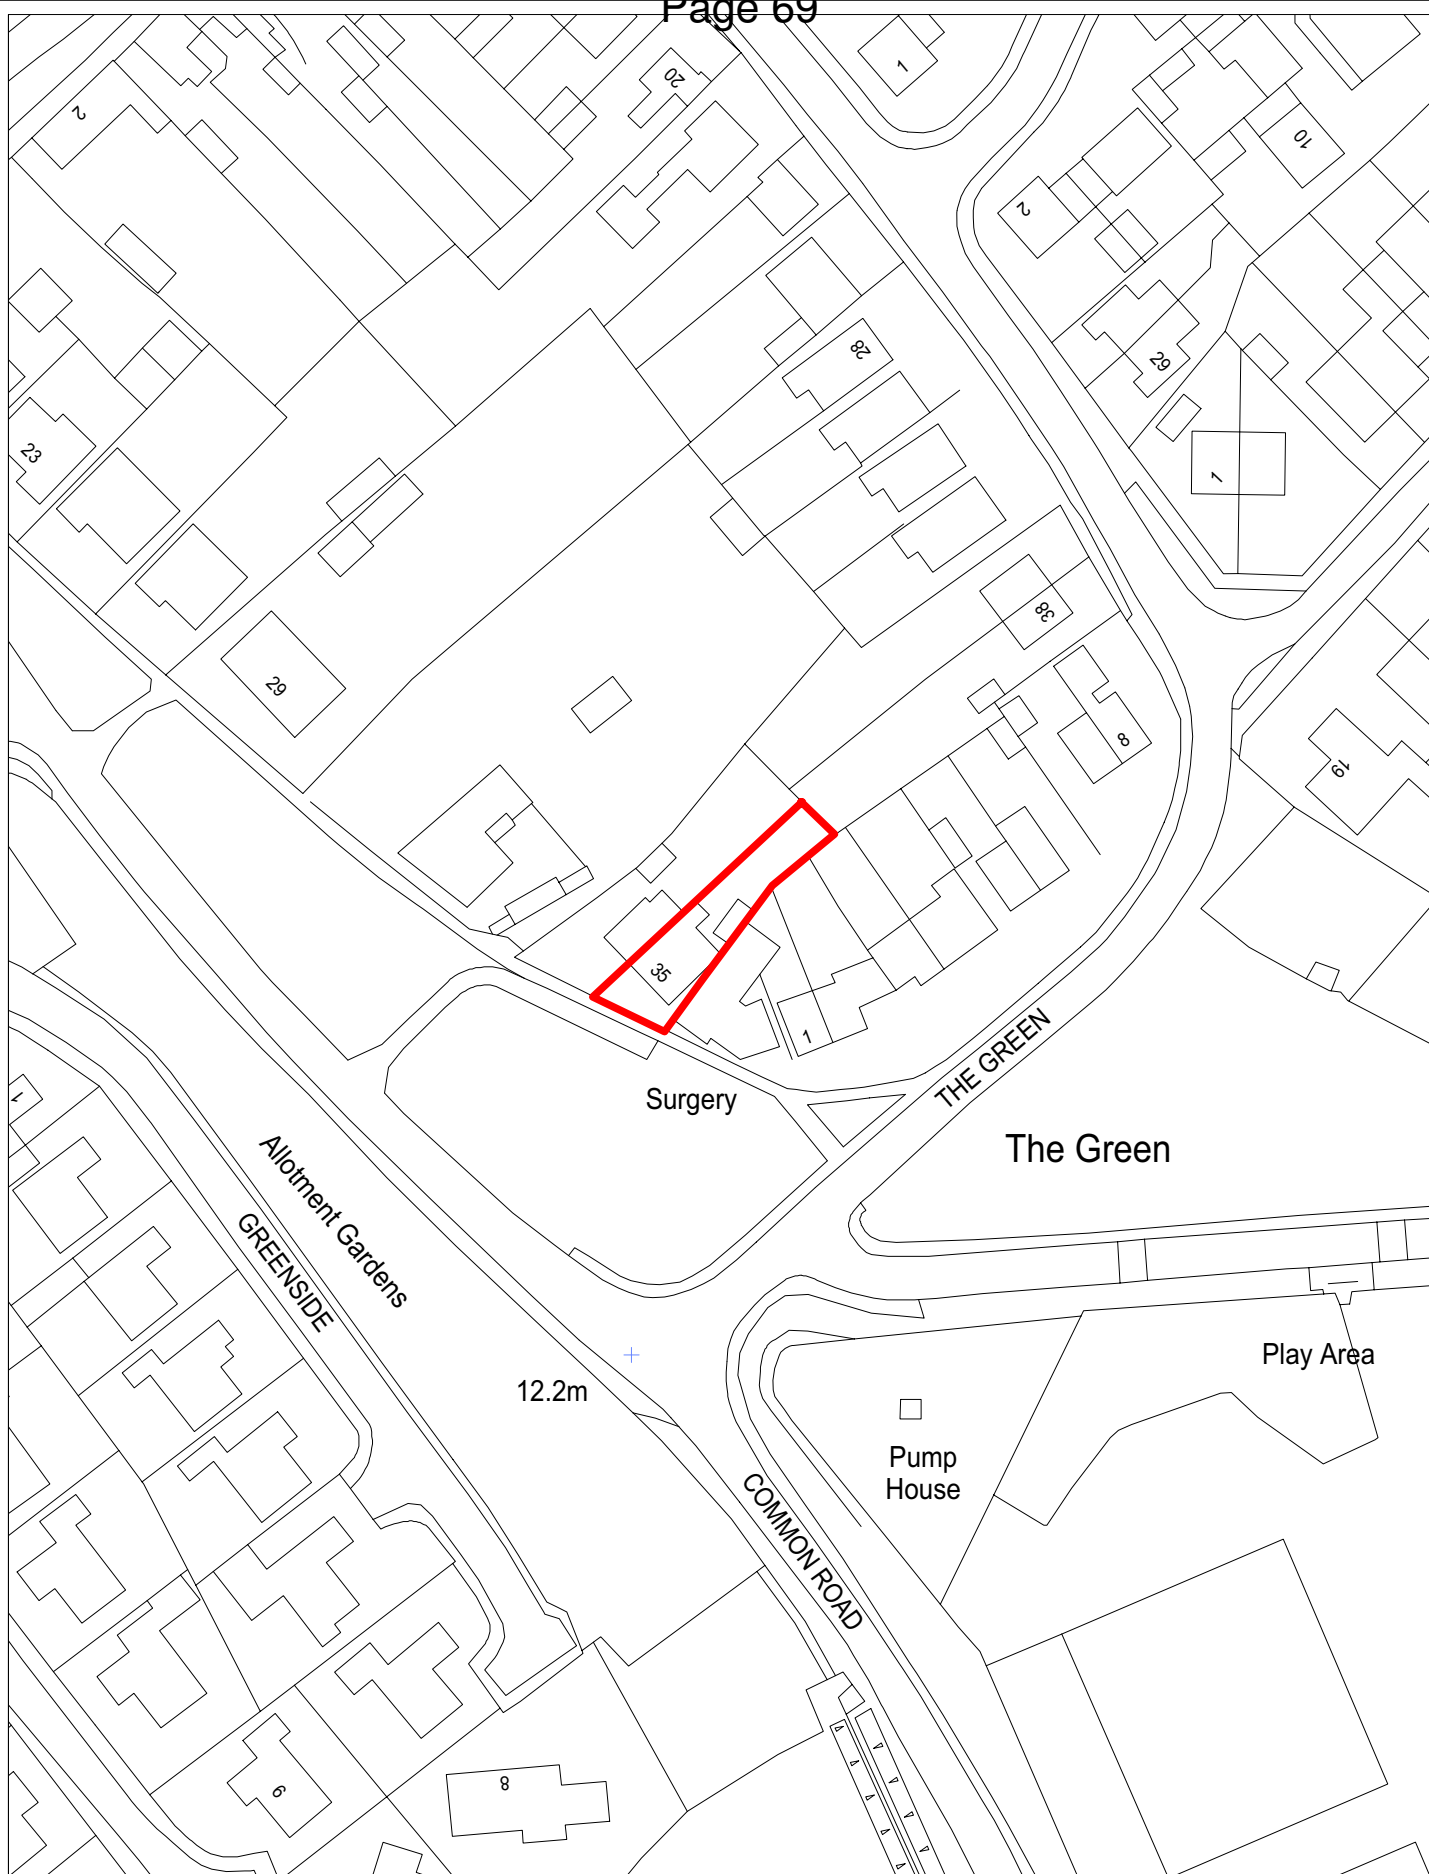 Page 69
1
20
2
10
2
28
29
23
1
38
29
8
19
35
1
THE GREEN
Surgery
1
The Green
Allotment Gardens
GREENSIDE
Play Area
12.2m
Pump
House
COMMON ROAD
8
6